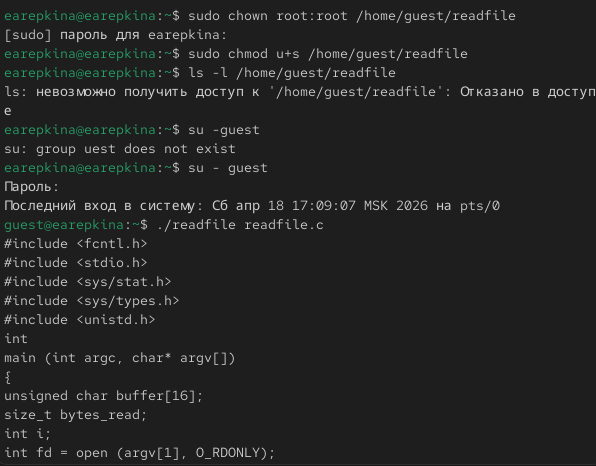 earepkina@earepkina:~$ sudo chown root:root /home/guest/readfile
[sudo] пароль для earepkina:
earepkina@earepkina:~$ sudo chmod u+s /home/guest/readfile
earepkina@earepkina:~$ ls -l /home/guest/readfile
ls: невозможно получить доступ к '/home/guest/readfile': Отказано в доступ
е
earepkina@earepkina:~$ su -guest
su: group uest does not exist
earepkina@earepkina:~$ su - guest
Пароль:
Последний вход в систему: Сб апр 18 17:09:07 MSK 2026 на pts/0
guest@earepkina:~$ ./readfile readfile.c
#include <fcntl.h>
#include <stdio.h>
#include <sys/stat.h>
#include <sys/types.h>
#include <unistd.h>
int
main (int argc, char* argv[])
{
unsigned char buffer[16];
size_t bytes_read;
int i;
int fd = open (argv[1], O_RDONLY);